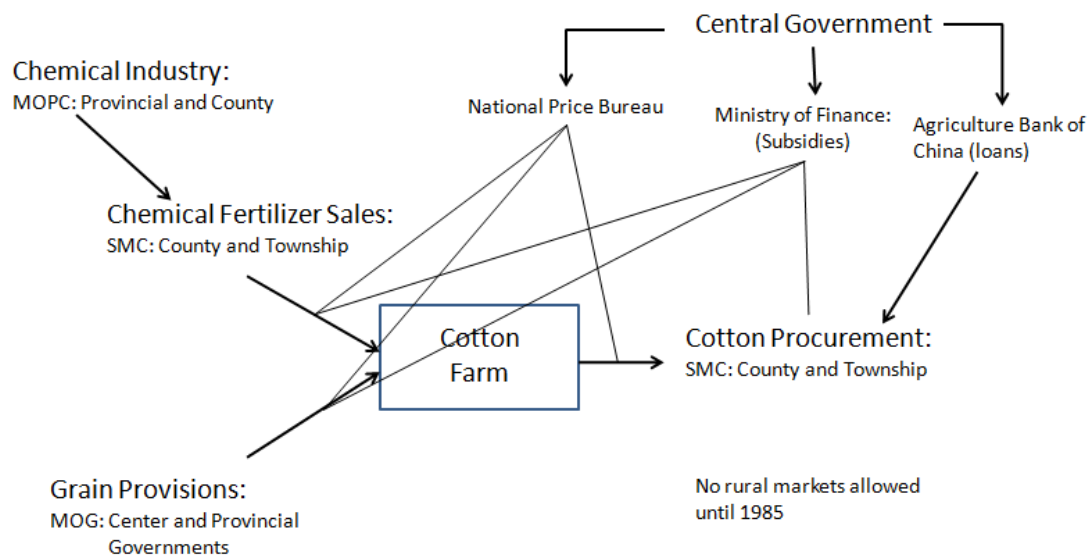 Central Government
Chemical Industry:
MOPC: Provincial and County
National Price Bureau
Ministry of Finance:
(Subsidies)
Agriculture Bank of
China (loans)
Chemical Fertilizer Sales:
SMC: County and Township
Cotton
Farm
Cotton Procurement:
SMC: County and Township
Grain Provisions:
MOG: Center and Provincial
Governments
No rural markets allowed
until 1985